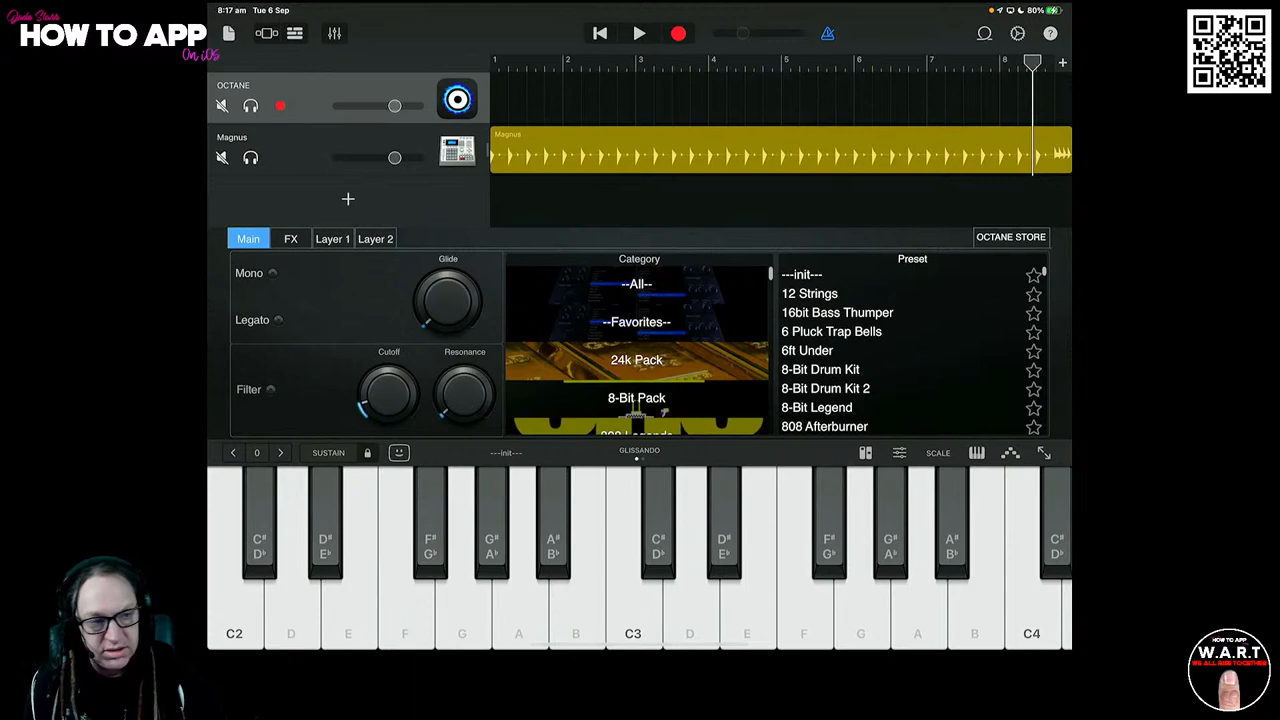 8:17 am Tue 6 Sep
80%
Jade Starr
HOW TO APP
On iOS
1 2 3 4 5 6 7 8
OCTANE
Magnus
Magnus
Main FX Layer 1 Layer 2 OCTANE STORE
Mono
Legato
Glide
Cutoff Resonance
Filter
Category
--All--
--Favorites--
24k Pack
8-Bit Pack
808 Legends
Preset
---init---
12 Strings
16bit Bass Thumper
6 Pluck Trap Bells
6ft Under
8-Bit Drum Kit
8-Bit Drum Kit 2
8-Bit Legend
808 Afterburner
0 SUSTAIN ---init--- GLISSANDO SCALE
C# D# F# G# A# C# D# F# G# A# C#
D♭ E♭ G♭ A♭ B♭ D♭ E♭ G♭ A♭ B♭ D♭
C2 D E F G A B C3 D E F G A B C4
HOW TO APP
W.A.R.T
WE ALL RISE TOGETHER